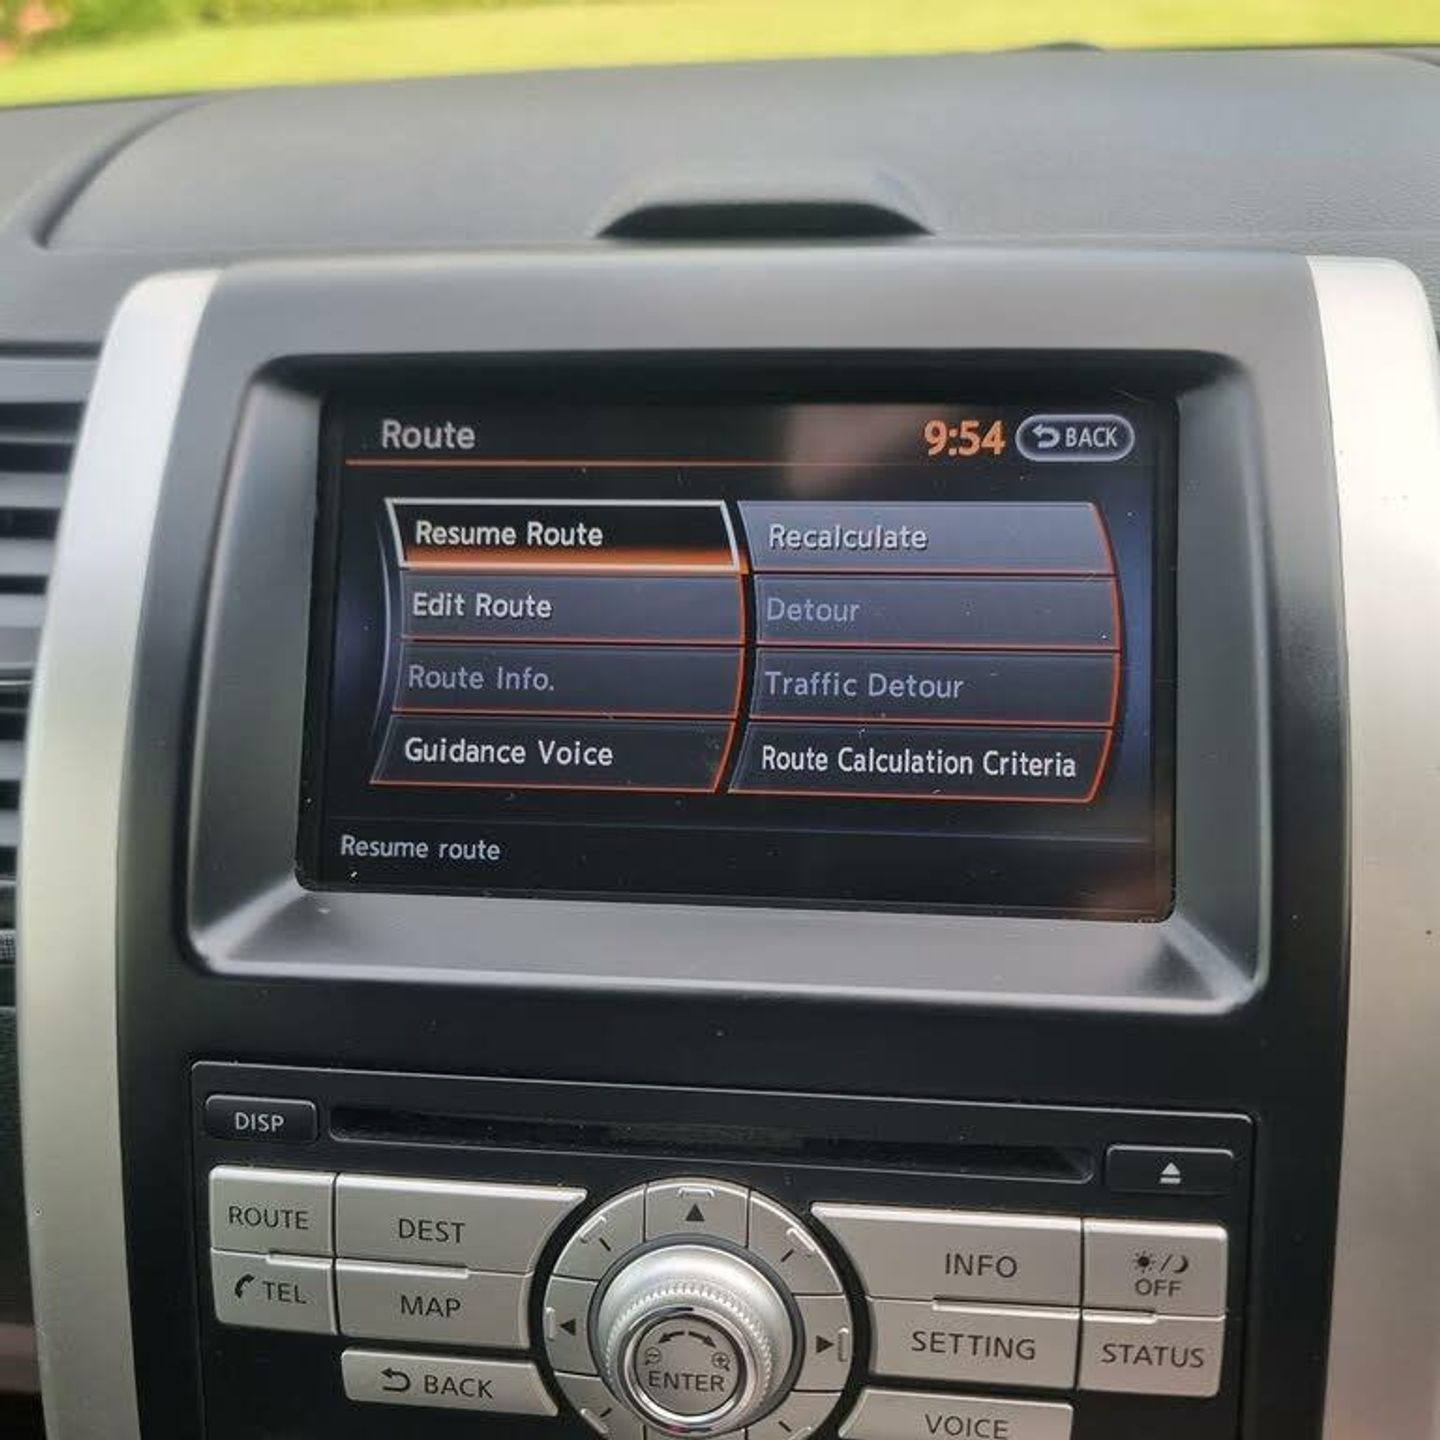 Route
9:54 BACK
Resume Route
Recalculate
Edit Route
Detour
Route Info.
Traffic Detour
Guidance Voice
Route Calculation Criteria
Resume route
DISP
ROUTE
DEST
INFO
OFF
TEL
MAP
SETTING
STATUS
BACK
ENTER
VOICE